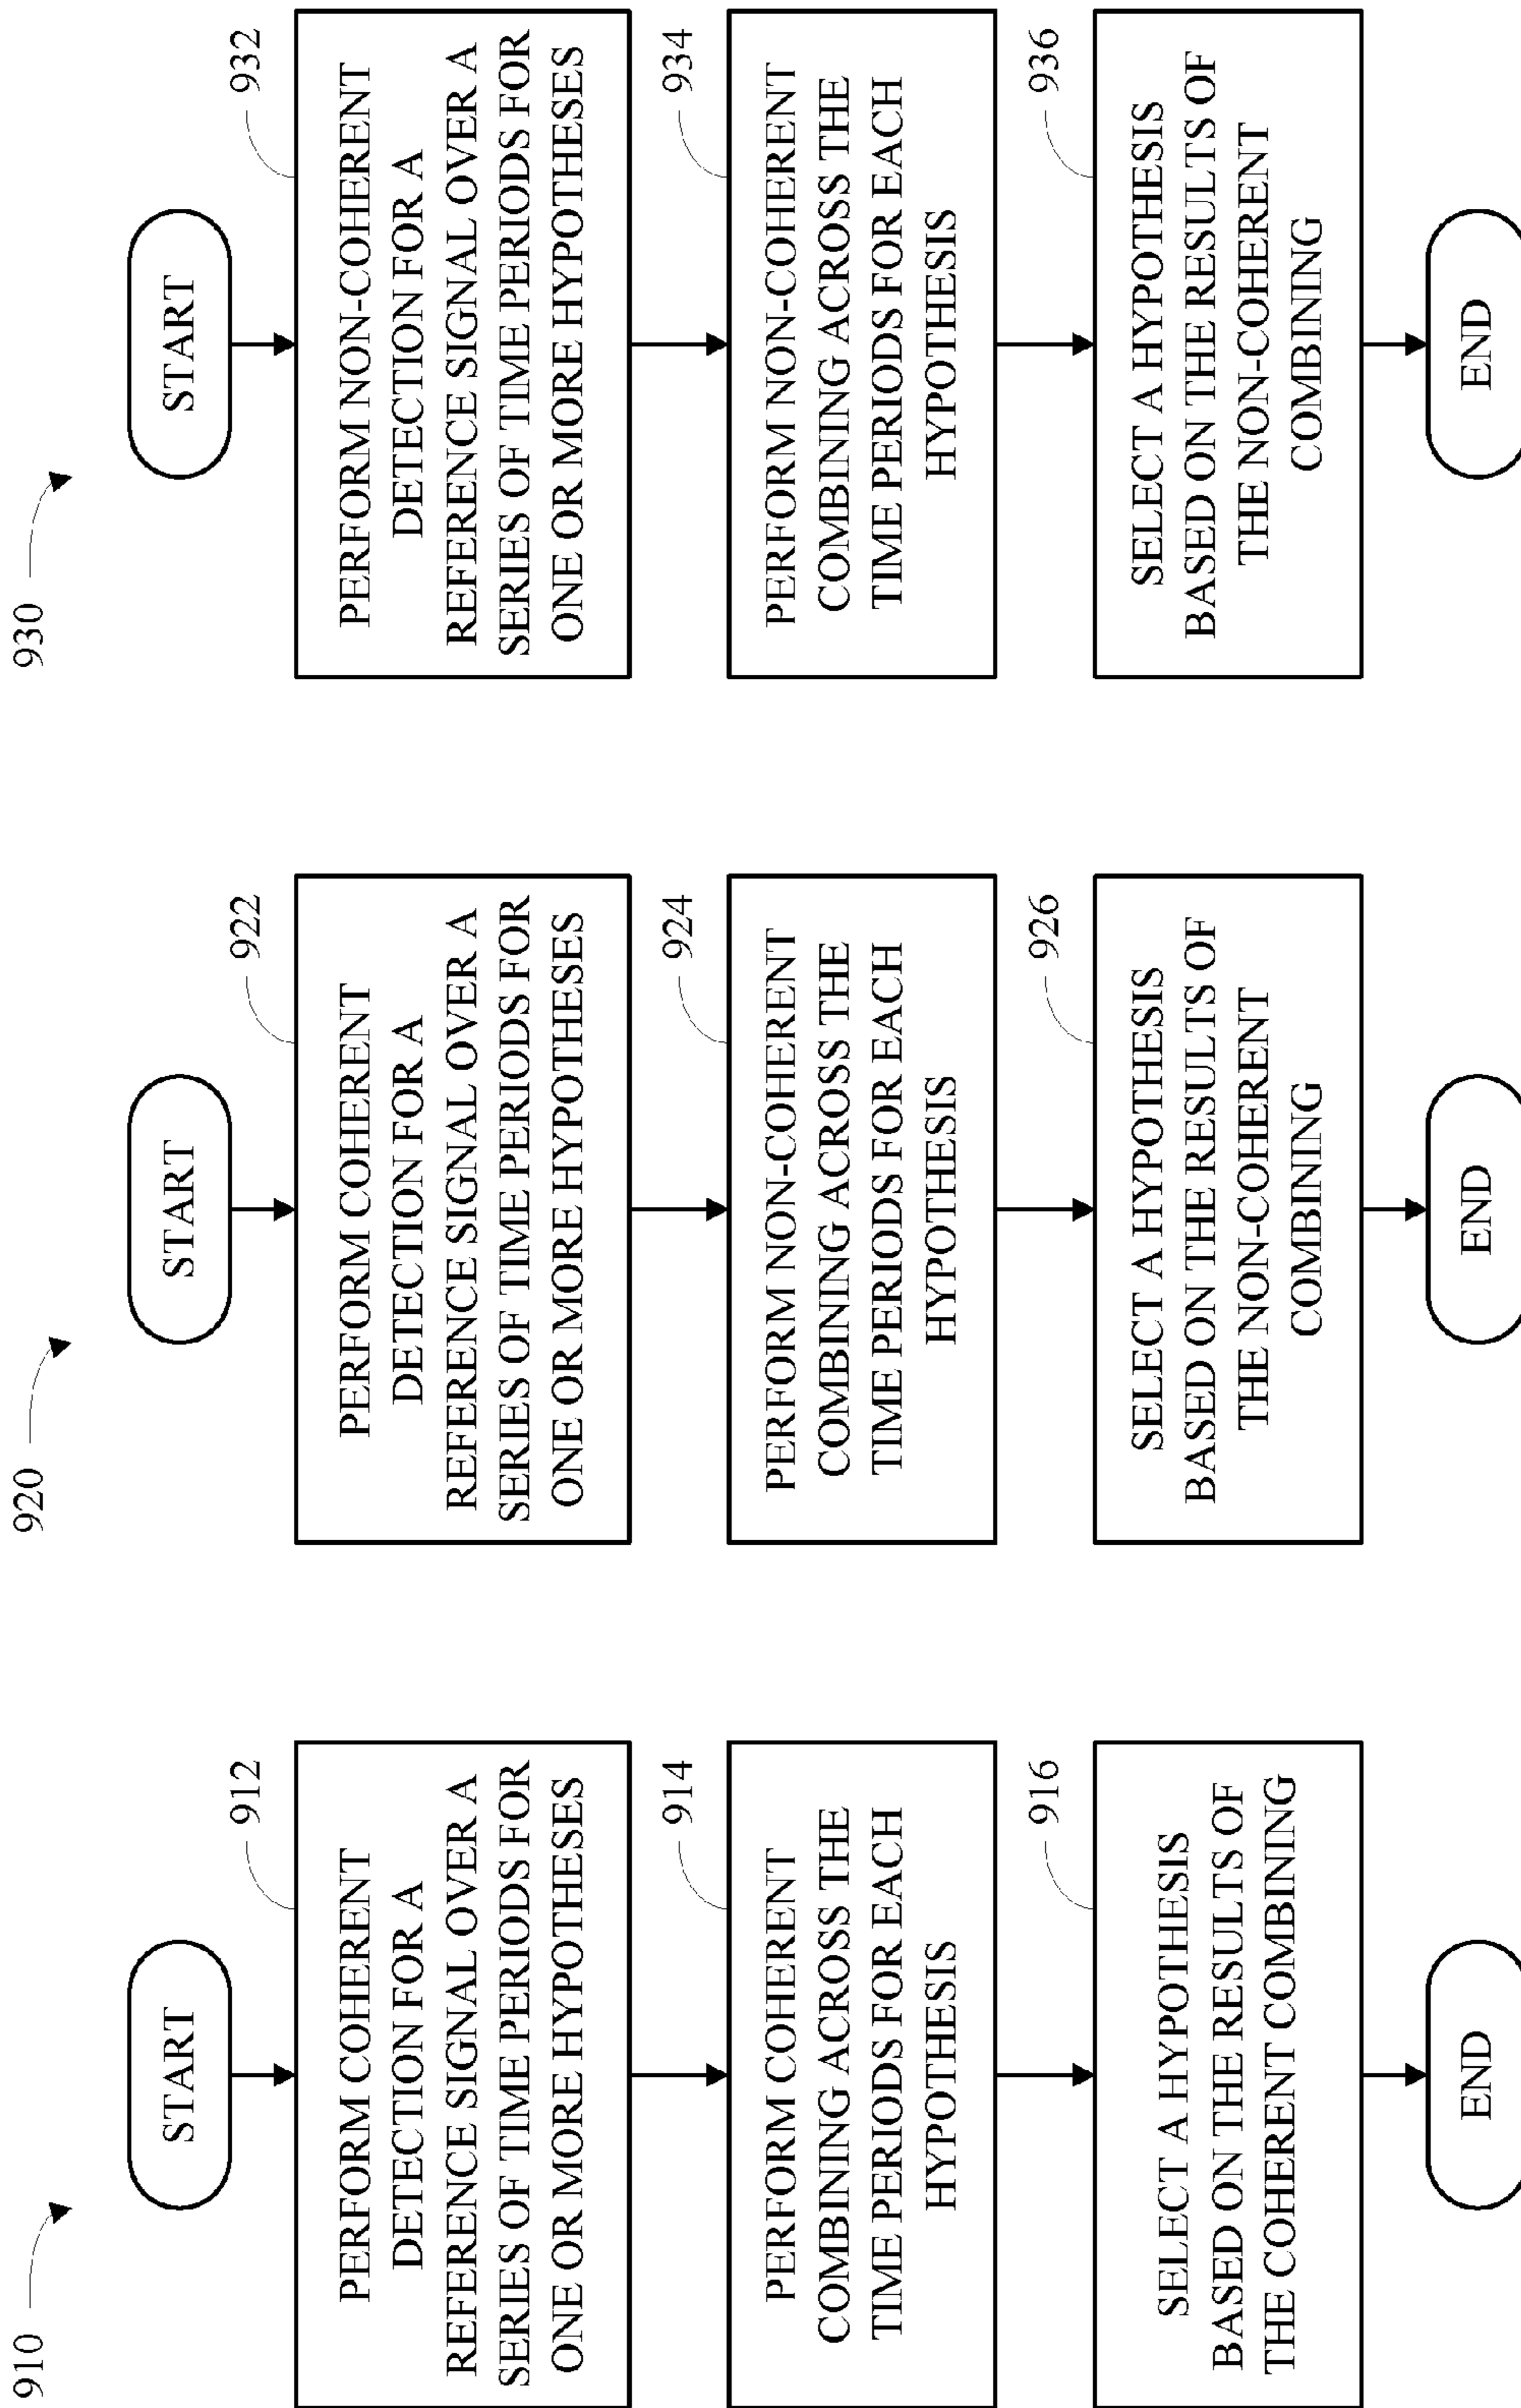 910
START
912
PERFORM COHERENT
DETECTION FOR A
REFERENCE SIGNAL OVER A
SERIES OF TIME PERIODS FOR
ONE OR MORE HYPOTHESES
914
PERFORM COHERENT
COMBINING ACROSS THE
TIME PERIODS FOR EACH
HYPOTHESIS
916
SELECT A HYPOTHESIS
BASED ON THE RESULTS OF
THE COHERENT COMBINING
END
920
START
922
PERFORM COHERENT
DETECTION FOR A
REFERENCE SIGNAL OVER A
SERIES OF TIME PERIODS FOR
ONE OR MORE HYPOTHESES
924
PERFORM NON-COHERENT
COMBINING ACROSS THE
TIME PERIODS FOR EACH
HYPOTHESIS
926
SELECT A HYPOTHESIS
BASED ON THE RESULTS OF
THE NON-COHERENT
COMBINING
END
930
START
932
PERFORM NON-COHERENT
DETECTION FOR A
REFERENCE SIGNAL OVER A
SERIES OF TIME PERIODS FOR
ONE OR MORE HYPOTHESES
934
PERFORM NON-COHERENT
COMBINING ACROSS THE
TIME PERIODS FOR EACH
HYPOTHESIS
936
SELECT A HYPOTHESIS
BASED ON THE RESULTS OF
THE NON-COHERENT
COMBINING
END